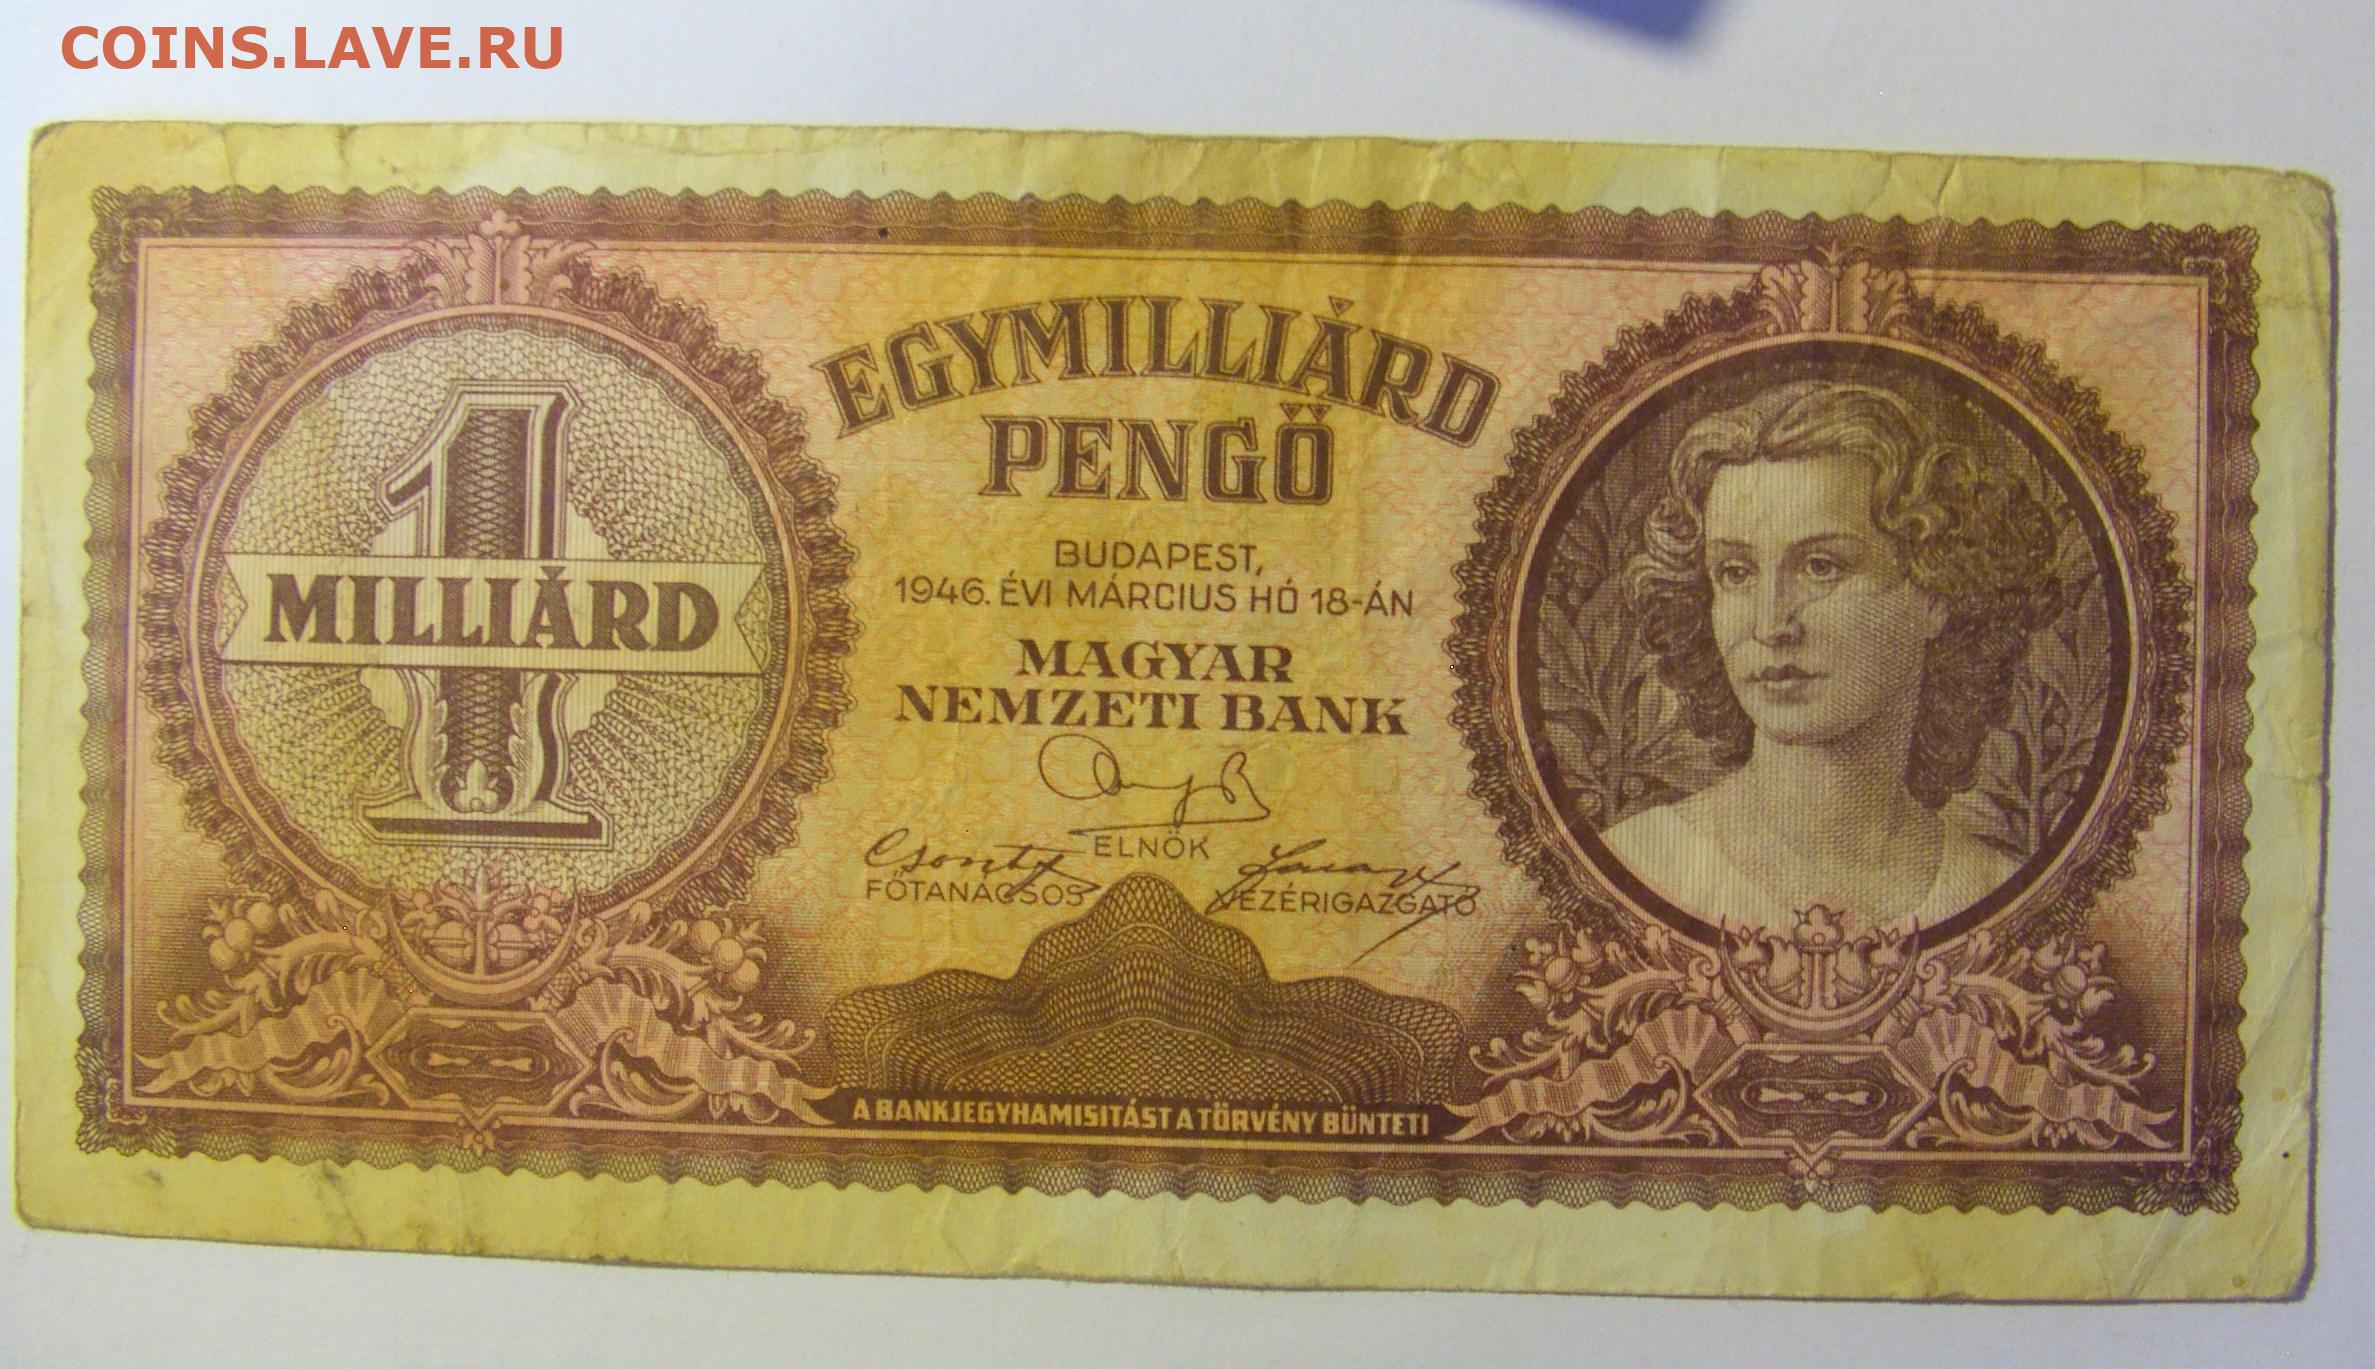 COINS.LAVE.RU
EGYMILLIÁRD
PENGŐ
1
MILLIÁRD
BUDAPEST,
1946. ÉVI MÁRCIUS HÓ 18-ÁN
MAGYAR
NEMZETI BANK
ELNÖK
FŐTANÁCSOS VEZÉRIGAZGATÓ
A BANKJEGYHAMISITÁST A TÖRVÉNY BÜNTETI